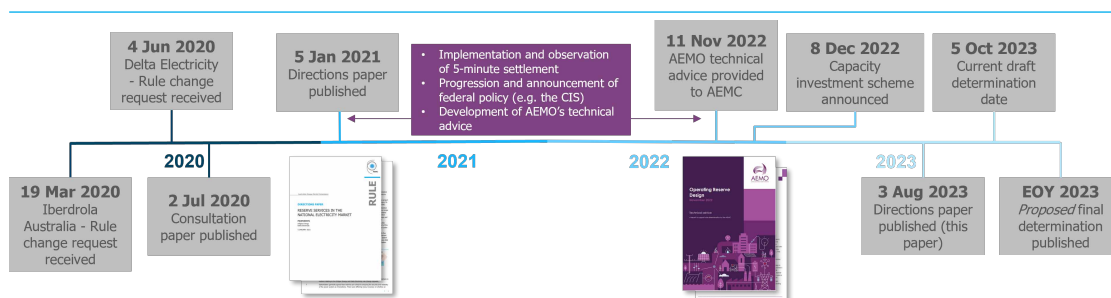 4 Jun 2020
Delta Electricity
- Rule change
request received
5 Jan 2021
Directions paper
published
• Implementation and observation
of 5-minute settlement
• Progression and announcement of
federal policy (e.g. the CIS)
• Development of AEMO's technical
advice
11 Nov 2022
AEMO technical
advice provided
to AEMC
8 Dec 2022
Capacity
investment scheme
announced
5 Oct 2023
Current draft
determination
date
2020
2021
2022
2023
19 Mar 2020
Iberdrola
Australia - Rule
change request
received
2 Jul 2020
Consultation
paper published
RULE
RESERVE SERVICES IN THE
NATIONAL ELECTRICITY MARKET
AEMO
Operating Reserve
Design
3 Aug 2023
Directions paper
published (this
paper)
EOY 2023
Proposed final
determination
published